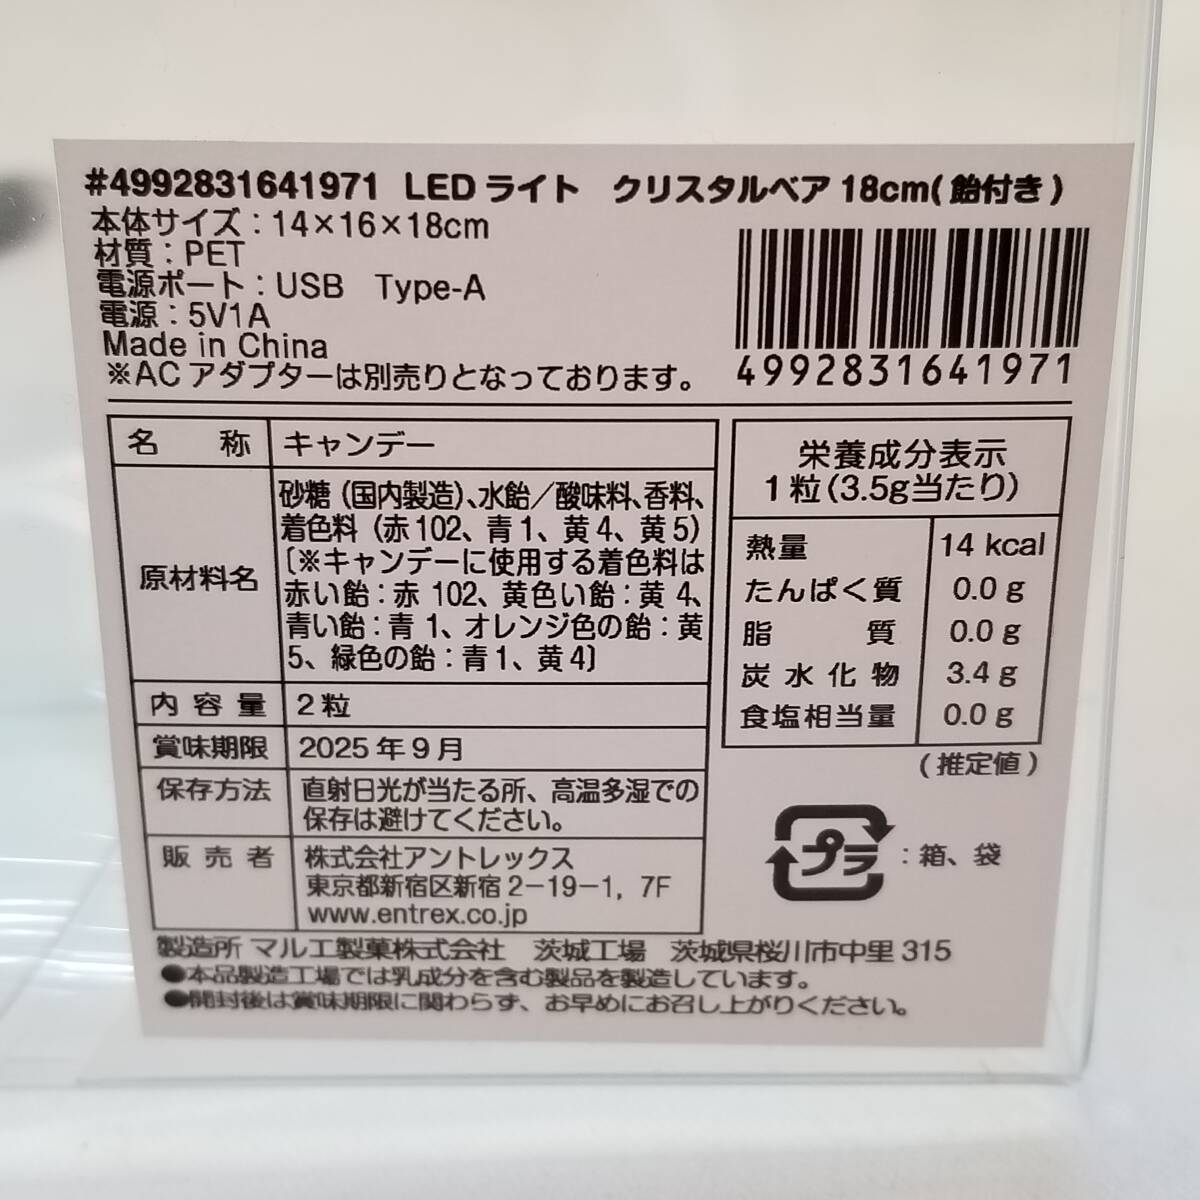 #4992831641971 LED ライト クリスタルベア 18cm( 飴付き )
本体サイズ：14×16×18cm
材質：PET
電源ポート：USB Type-A
電源：5V1A
Made in China
※AC アダプターは別売りとなっております。
4992831641971
名 称 キャンデー
原材料名
砂糖（国内製造）、水飴／酸味料、香料、
着色料（赤102、青1、黄4、黄5）
〔※キャンデーに使用する着色料は
赤い飴：赤 102、黄色い飴：黄 4、
青い飴：青 1、オレンジ色の飴：黄
5、緑色の飴：青1、黄4〕
内容量 2粒
賞味期限 2025年9月
保存方法 直射日光が当たる所、高温多湿での
保存は避けてください。
販売者 株式会社アントレックス
東京都新宿区新宿2−19−1，7F
www.entrex.co.jp
栄養成分表示
1粒（3.5g当たり）
熱量 14 kcal
たんぱく質 0.0 g
脂質 0.0 g
炭水化物 3.4 g
食塩相当量 0.0 g
（推定値）
プラ：箱、袋
製造所 マルエ製菓株式会社 茨城工場 茨城県桜川市中里 315
●本品製造工場では乳成分を含む製品を製造しています。
●開封後は賞味期限に関わらず、お早めにお召し上がりください。